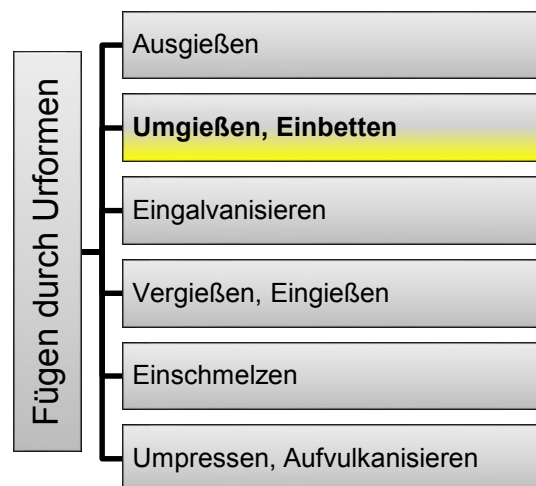 Fügen durch Urformen
Ausgießen
Umgießen, Einbetten
Eingalvanisieren
Vergießen, Eingießen
Einschmelzen
Umpressen, Aufvulkanisieren